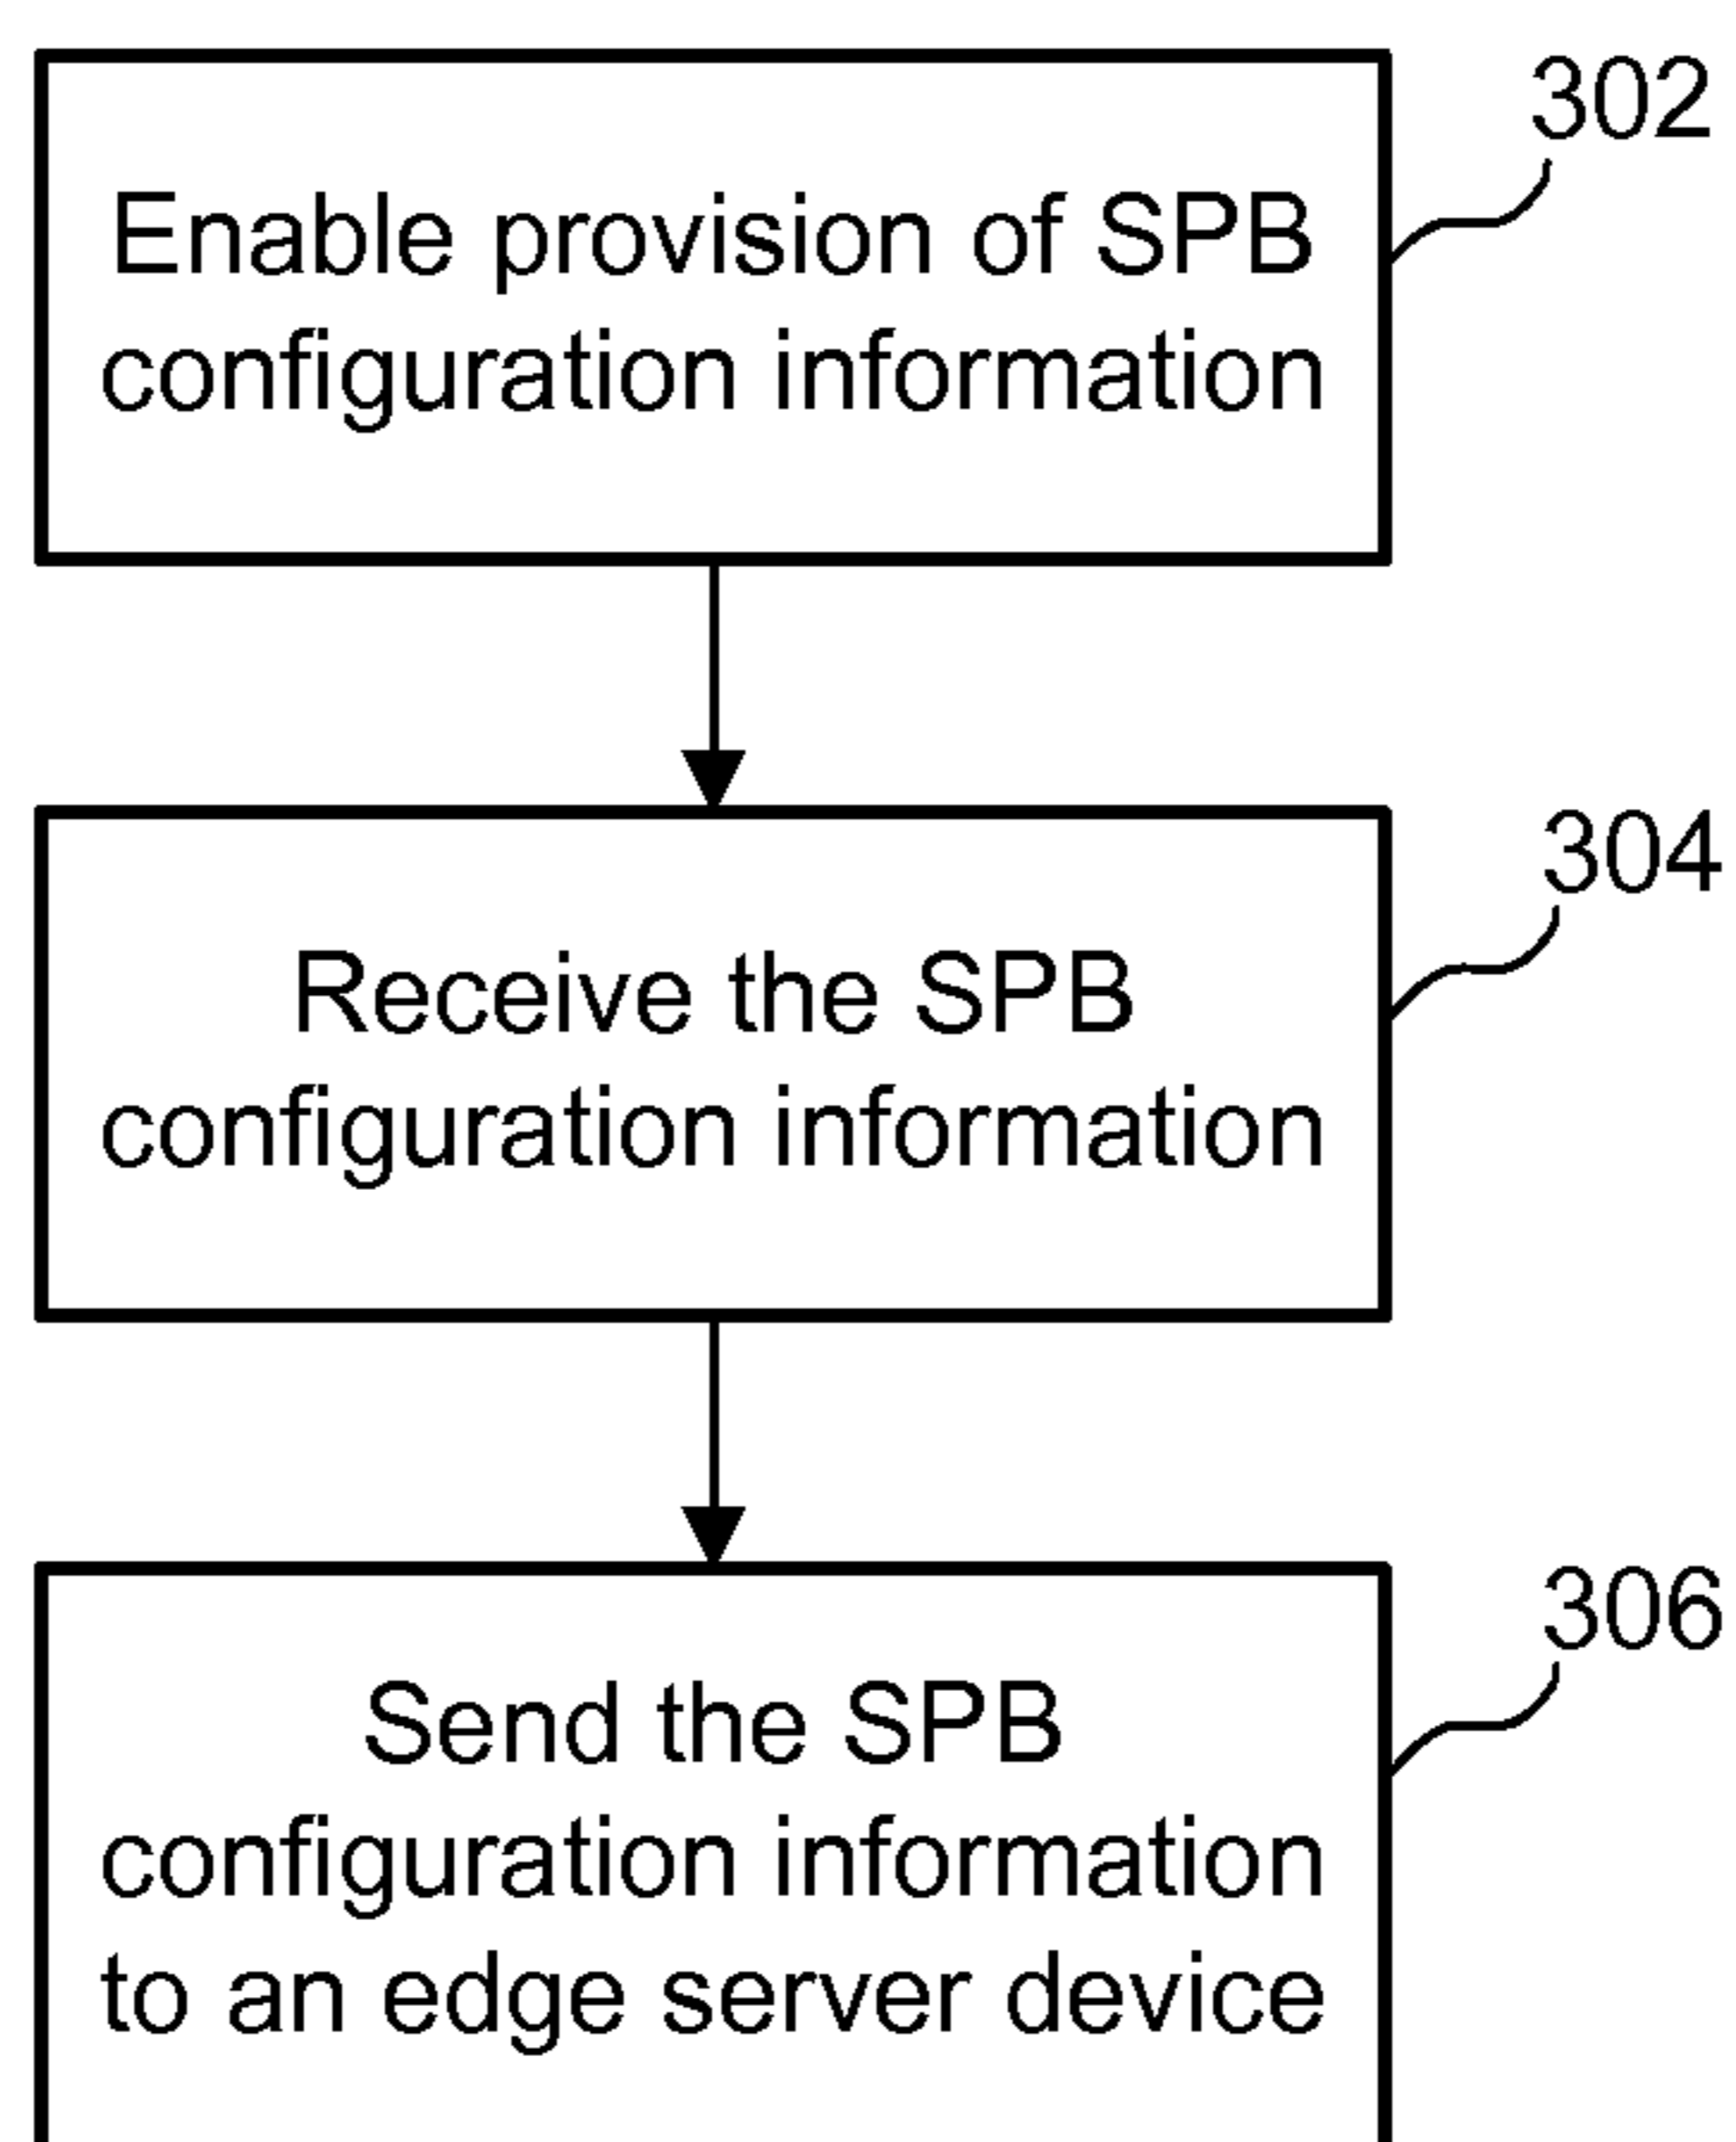 302
Enable provision of SPB
configuration information
304
Receive the SPB
configuration information
306
Send the SPB
configuration information
to an edge server device